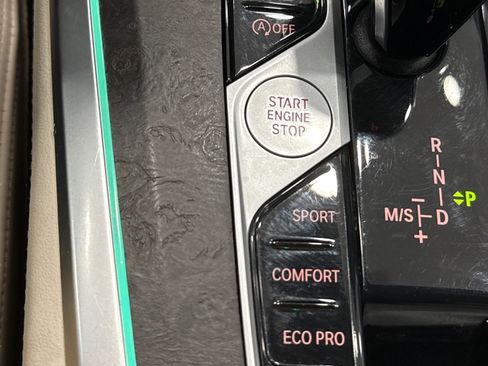 A OFF
START
ENGINE
STOP
R
N
P
M/S D
−
+
SPORT
COMFORT
ECO PRO